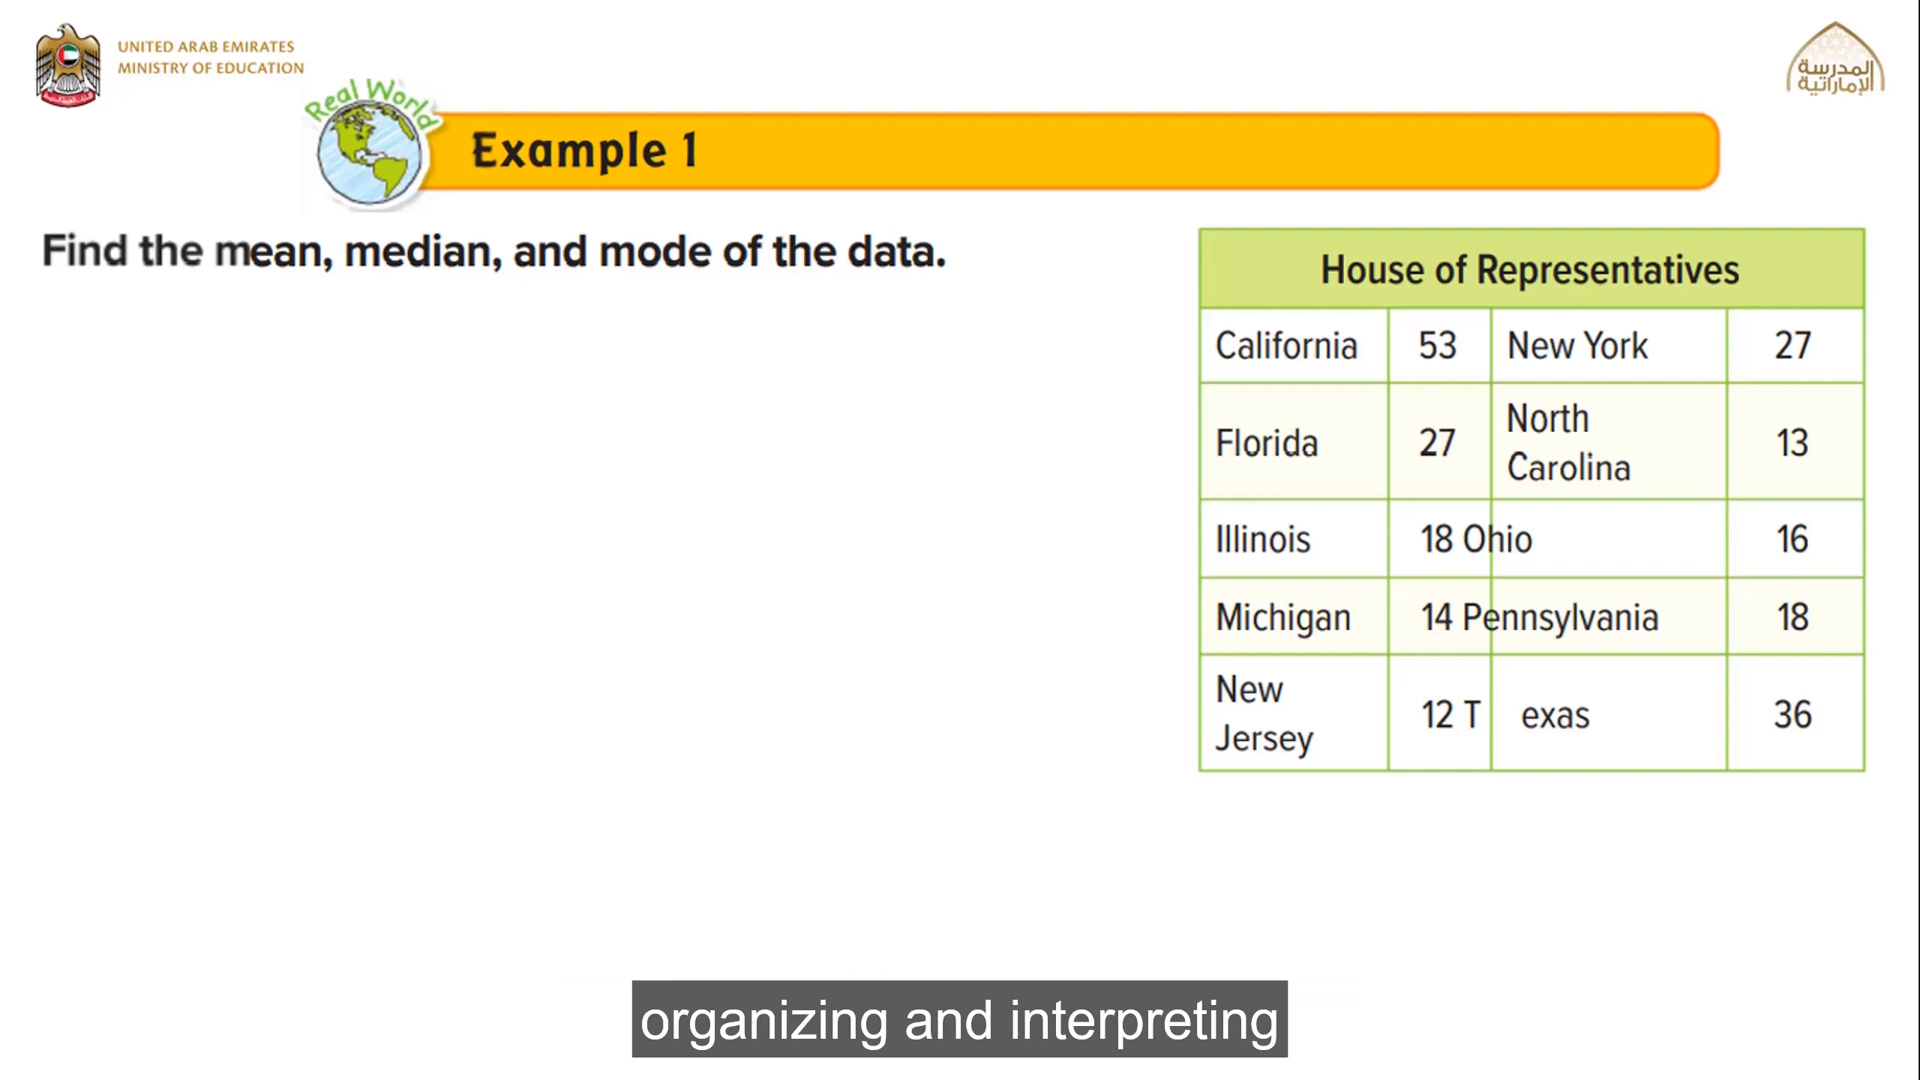 UNITED ARAB EMIRATES
MINISTRY OF EDUCATION
المدرسة
الإماراتية
Real World
Example 1
Find the mean, median, and mode of the data.
House of Representatives
California 53 New York 27
Florida 27 North Carolina 13
Illinois 18 Ohio 16
Michigan 14 Pennsylvania 18
New Jersey 12 T exas 36
organizing and interpreting